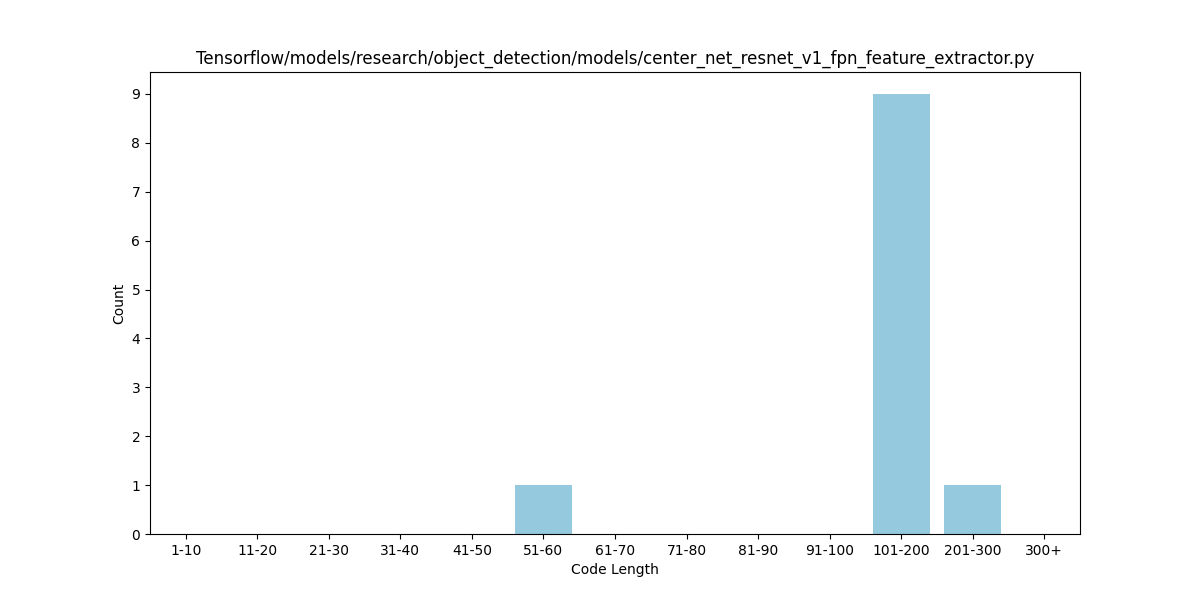 Tensorflow/models/research/object_detection/models/center_net_resnet_v1_fpn_feature_extractor.py
9
8
7
6
5
4
3
2
1
0
Count
1-10 11-20 21-30 31-40 41-50 51-60 61-70 71-80 81-90 91-100 101-200 201-300 300+
Code Length